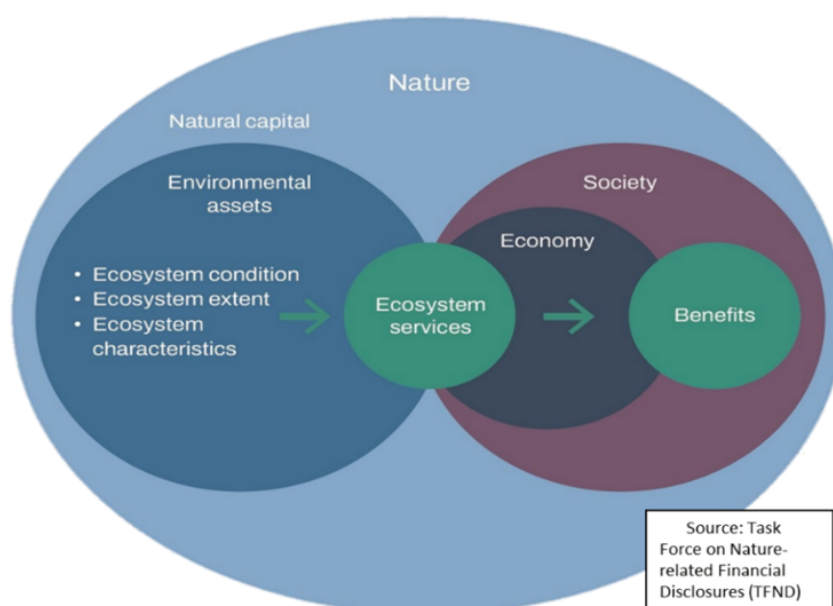 Nature
Natural capital
Environmental
assets
• Ecosystem condition
• Ecosystem extent
• Ecosystem
characteristics
Ecosystem
services
Society
Economy
Benefits
Source: Task
Force on Nature-
related Financial
Disclosures (TFND)